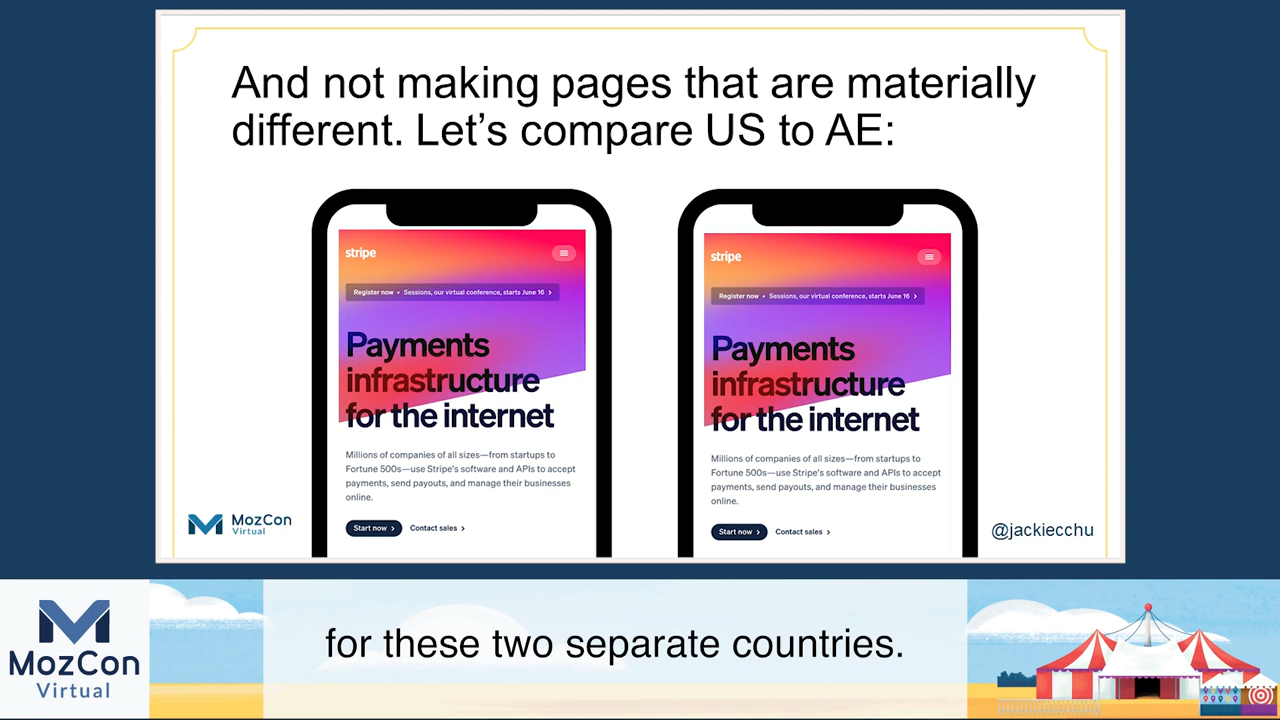 And not making pages that are materially
different. Let's compare US to AE:
stripe
Register now • Sessions, our virtual conference, starts June 16 >
Payments
infrastructure
for the internet
Millions of companies of all sizes—from startups to
Fortune 500s—use Stripe's software and APIs to accept
payments, send payouts, and manage their businesses
online.
Start now >
Contact sales >
stripe
Register now • Sessions, our virtual conference, starts June 16 >
Payments
infrastructure
for the internet
Millions of companies of all sizes—from startups to
Fortune 500s—use Stripe's software and APIs to accept
payments, send payouts, and manage their businesses
online.
Start now >
Contact sales >
MozCon
Virtual
@jackiecchu
MozCon
Virtual
for these two separate countries.